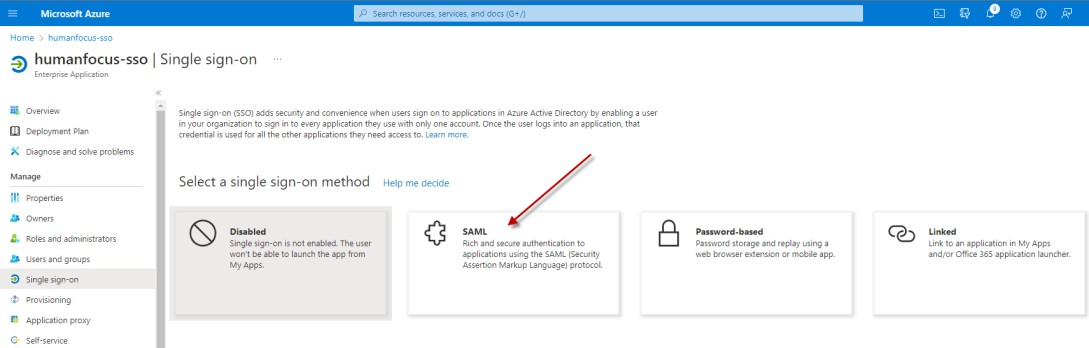 Microsoft Azure
Search resources, services, and docs (G+/)
Home > humanfocus-sso
humanfocus-sso | Single sign-on ...
Enterprise Application
Overview
Deployment Plan
Diagnose and solve problems
Manage
Properties
Owners
Roles and administrators
Users and groups
Single sign-on
Provisioning
Application proxy
Self-service
Single sign-on (SSO) adds security and convenience when users sign on to applications in Azure Active Directory by enabling a user
in your organization to sign in to every application they use with only one account. Once the user logs into an application, that
credential is used for all the other applications they need access to. Learn more.
Select a single sign-on method Help me decide
Disabled
Single sign-on is not enabled. The user
won't be able to launch the app from
My Apps.
SAML
Rich and secure authentication to
applications using the SAML (Security
Assertion Markup Language) protocol.
Password-based
Password storage and replay using a
web browser extension or mobile app.
Linked
Link to an application in My Apps
and/or Office 365 application launcher.